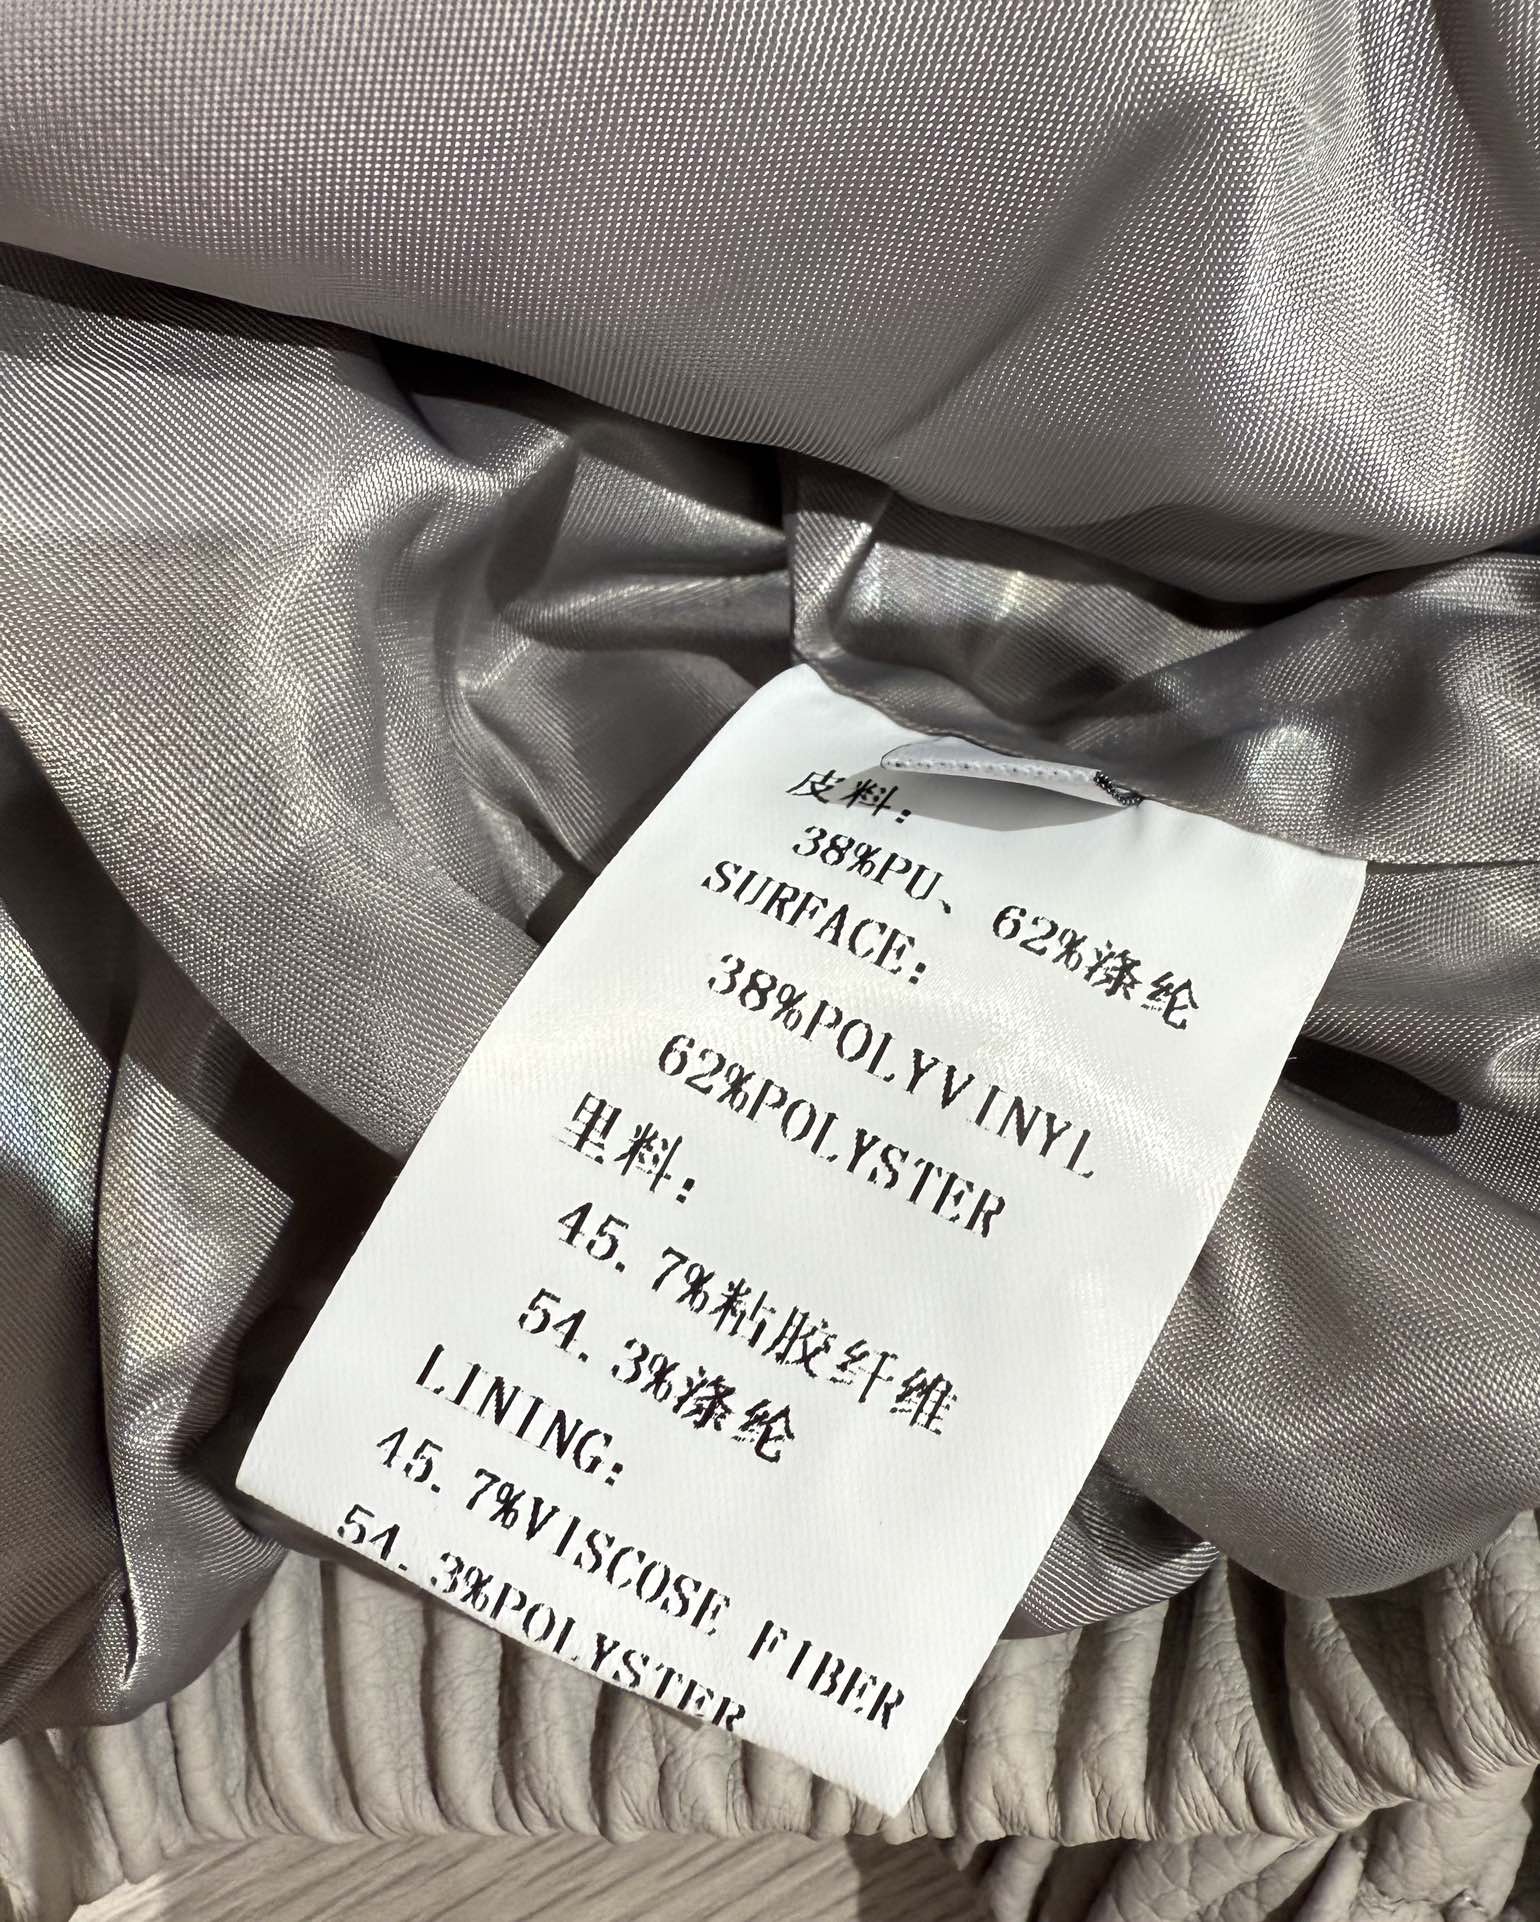 皮料:
38%PU、62%涤纶
SURFACE:
38%POLYVINYL
62%POLYSTER
里料:
45.7%粘胶纤维
54.3%涤纶
LINING:
45.7%VISCOSE FIBER
54.3%POLYSTER